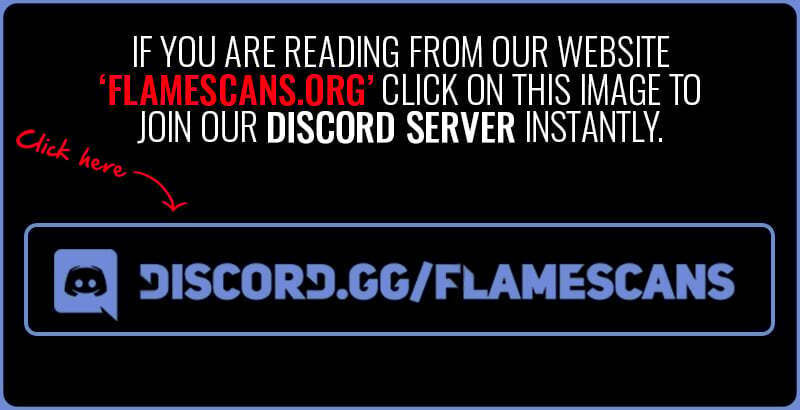 IF YOU ARE READING FROM OUR WEBSITE
‘FLAMESCANS.ORG’ CLICK ON THIS IMAGE TO
JOIN OUR DISCORD SERVER INSTANTLY.
Click here
DISCORD.GG/FLAMESCANS